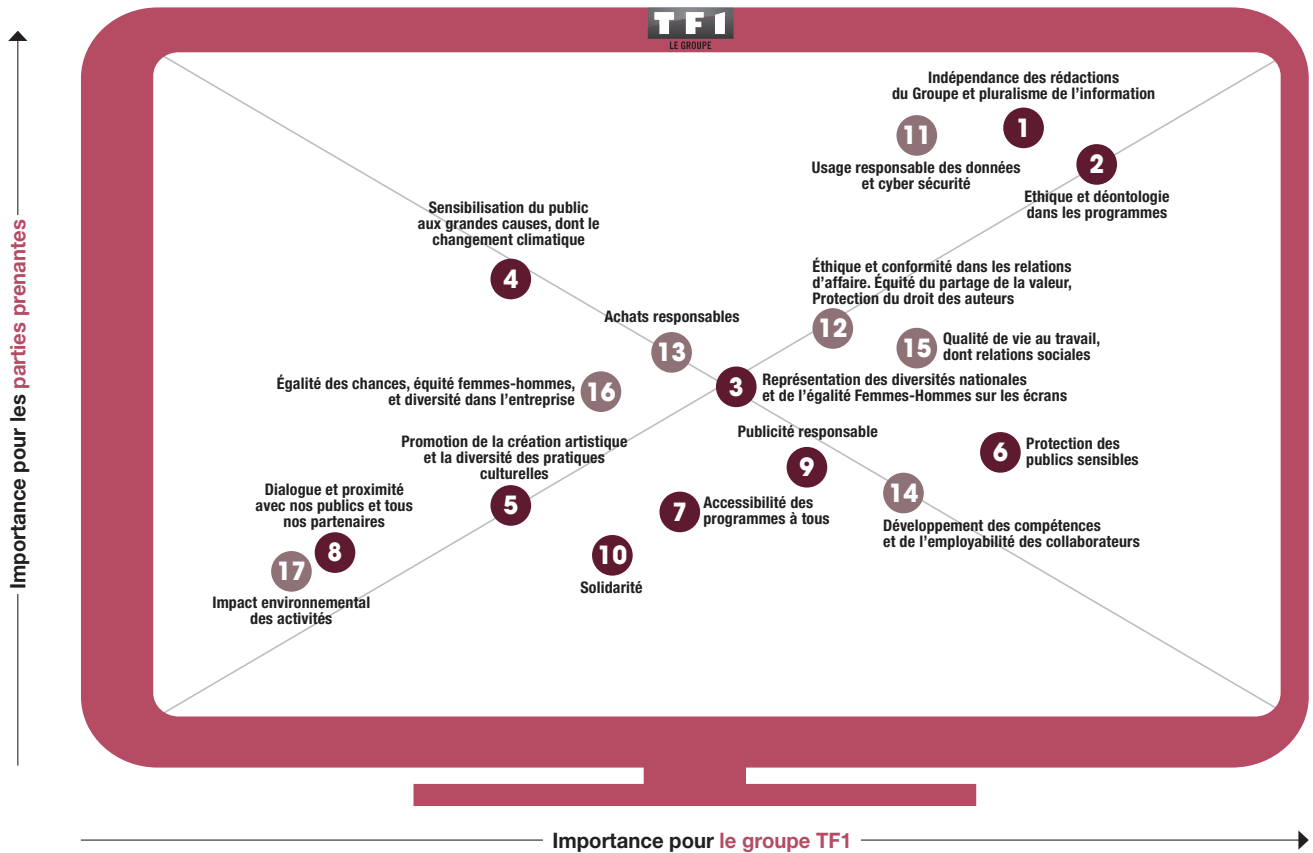 TF1
LE GROUPE
Importance pour les parties prenantes
Indépendance des rédactions
du Groupe et pluralisme de l'information
1
11
Usage responsable des données
et cyber sécurité
2
Ethique et déontologie
dans les programmes
Sensibilisation du public
aux grandes causes, dont le
changement climatique
4
Éthique et conformité dans les relations
d'affaire. Équité du partage de la valeur,
Protection du droit des auteurs
12
Achats responsables
13
15
Qualité de vie au travail,
dont relations sociales
Égalité des chances, équité femmes-hommes,
et diversité dans l'entreprise
16
3
Représentation des diversités nationales
et de l'égalité Femmes-Hommes sur les écrans
Promotion de la création artistique
et la diversité des pratiques
culturelles
5
Publicité responsable
9
6
Protection des
publics sensibles
14
Développement des compétences
et de l'employabilité des collaborateurs
7
Accessibilité des
programmes à tous
Dialogue et proximité
avec nos publics et tous
nos partenaires
8
10
Solidarité
17
Impact environnemental
des activités
Importance pour le groupe TF1